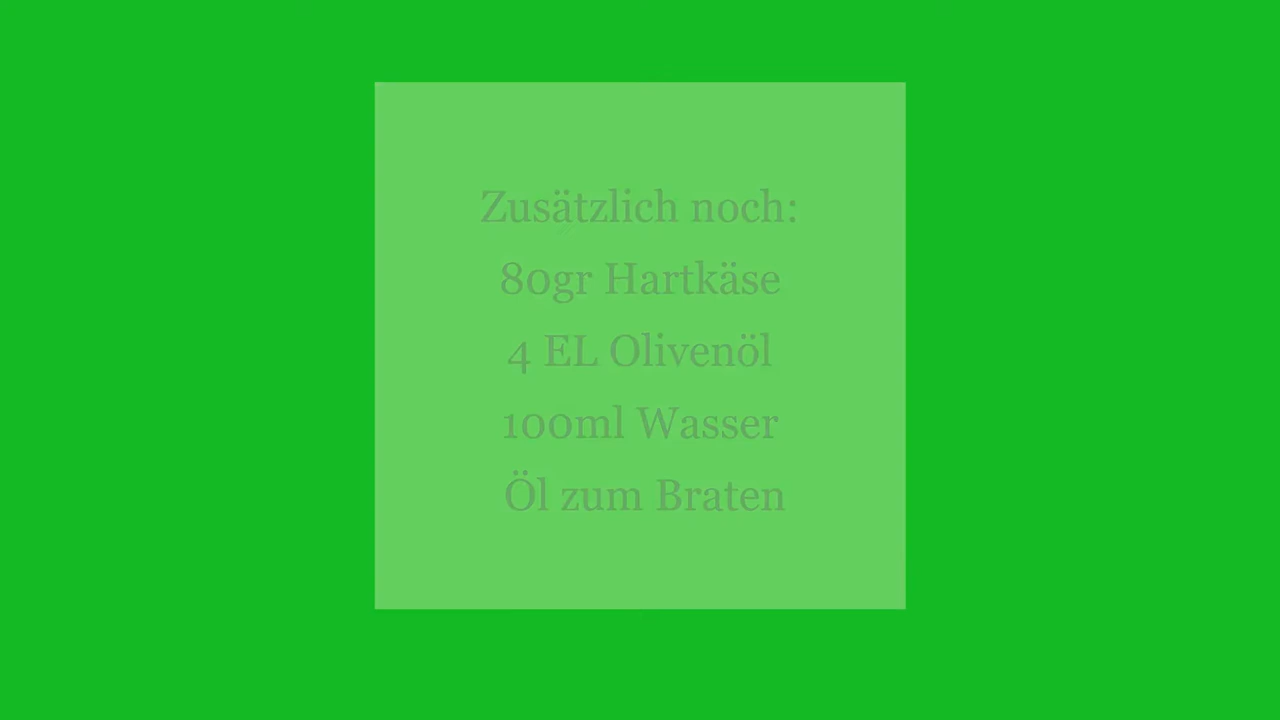 Zusätzlich noch:
80gr Hartkäse
4 EL Olivenöl
100ml Wasser
Öl zum Braten